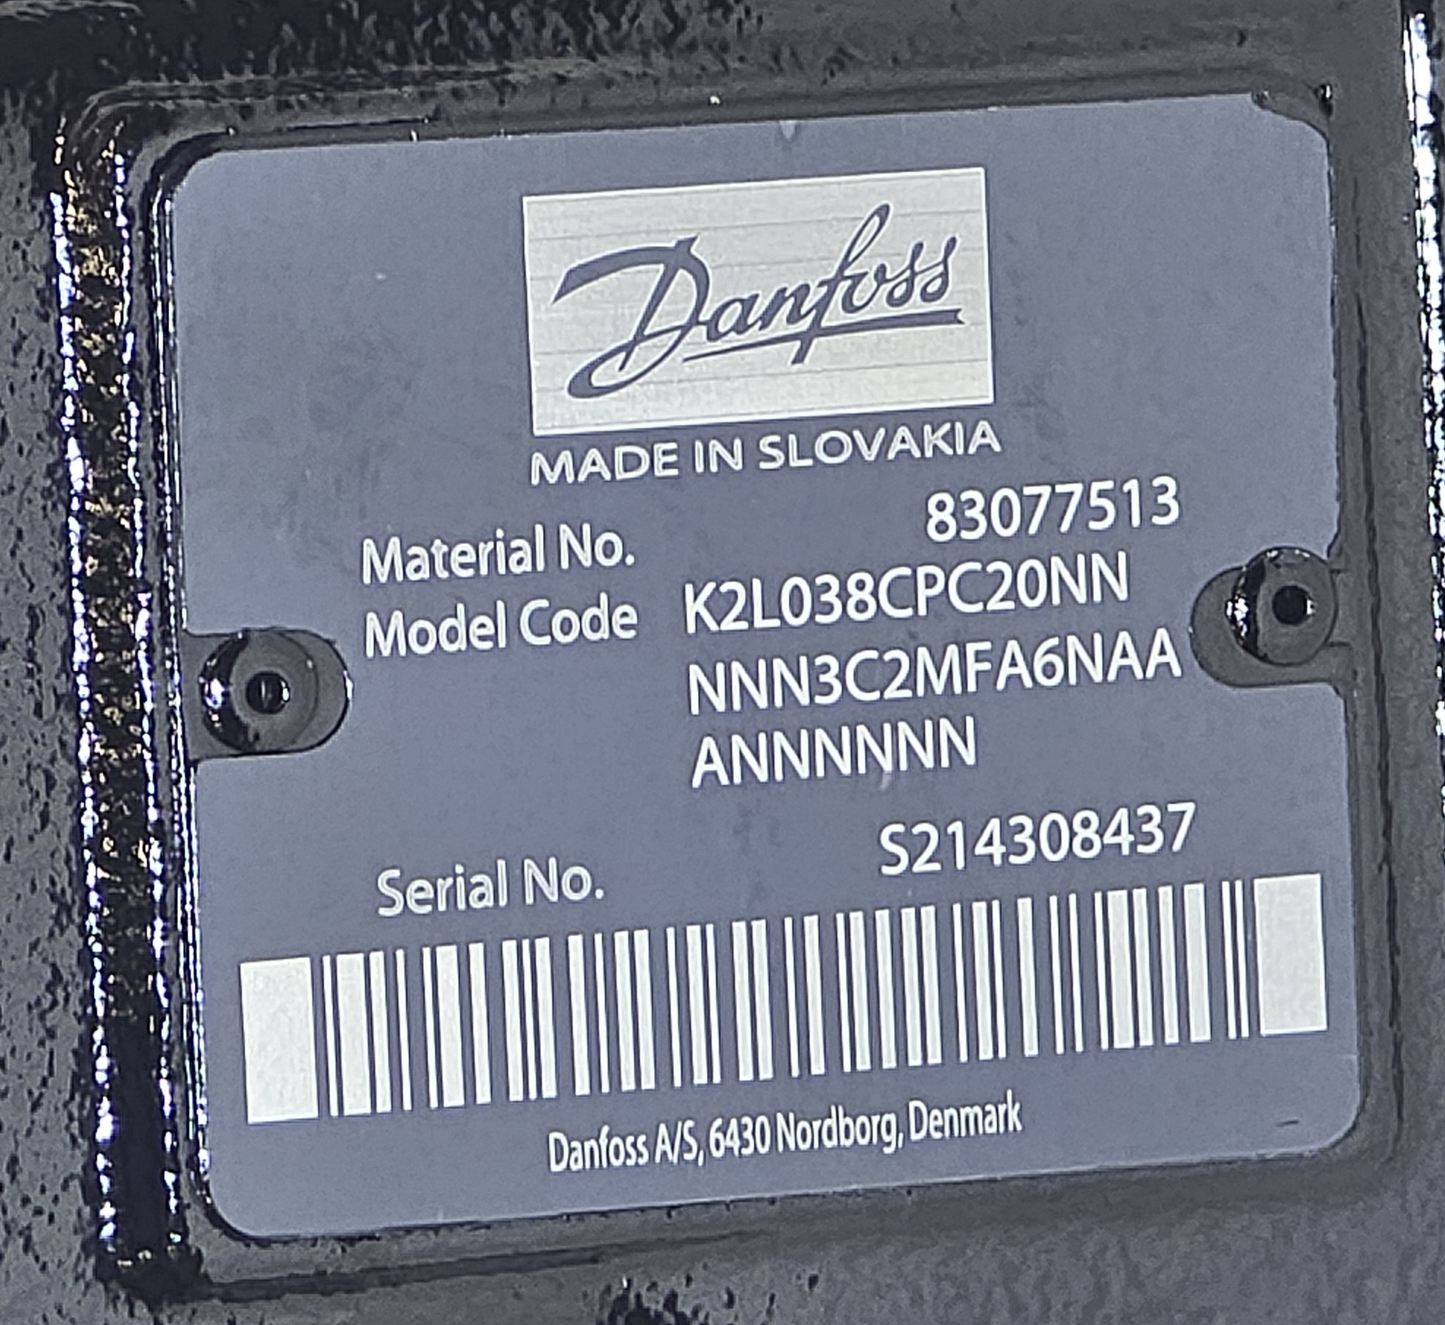 Danfoss
MADE IN SLOVAKIA
Material No. 83077513
Model Code K2L038CPC20NN
NNN3C2MFA6NAA
ANNNNNN
Serial No. S214308437
Danfoss A/S, 6430 Nordborg, Denmark